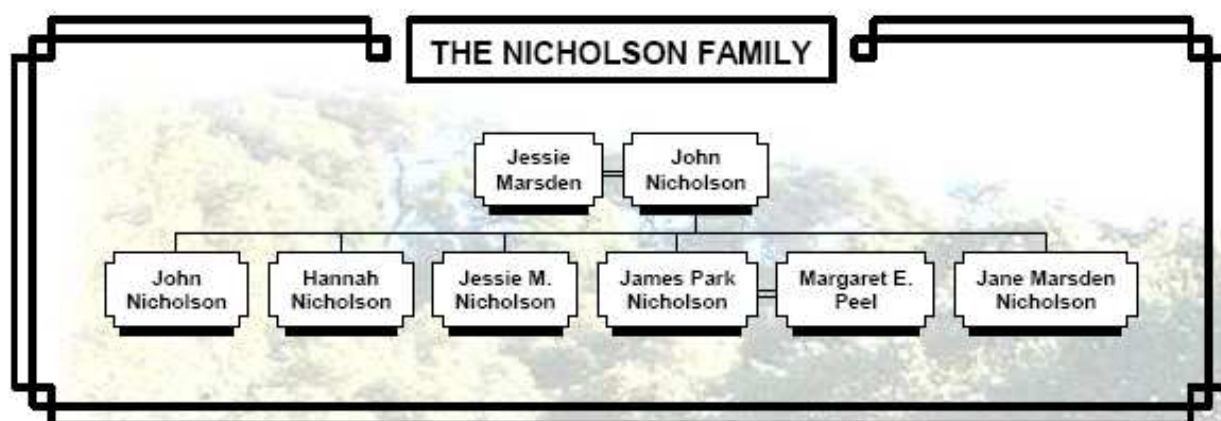 THE NICHOLSON FAMILY
Jessie
Marsden
John
Nicholson
John
Nicholson
Hannah
Nicholson
Jessie M.
Nicholson
James Park
Nicholson
Margaret E.
Peel
Jane Marsden
Nicholson